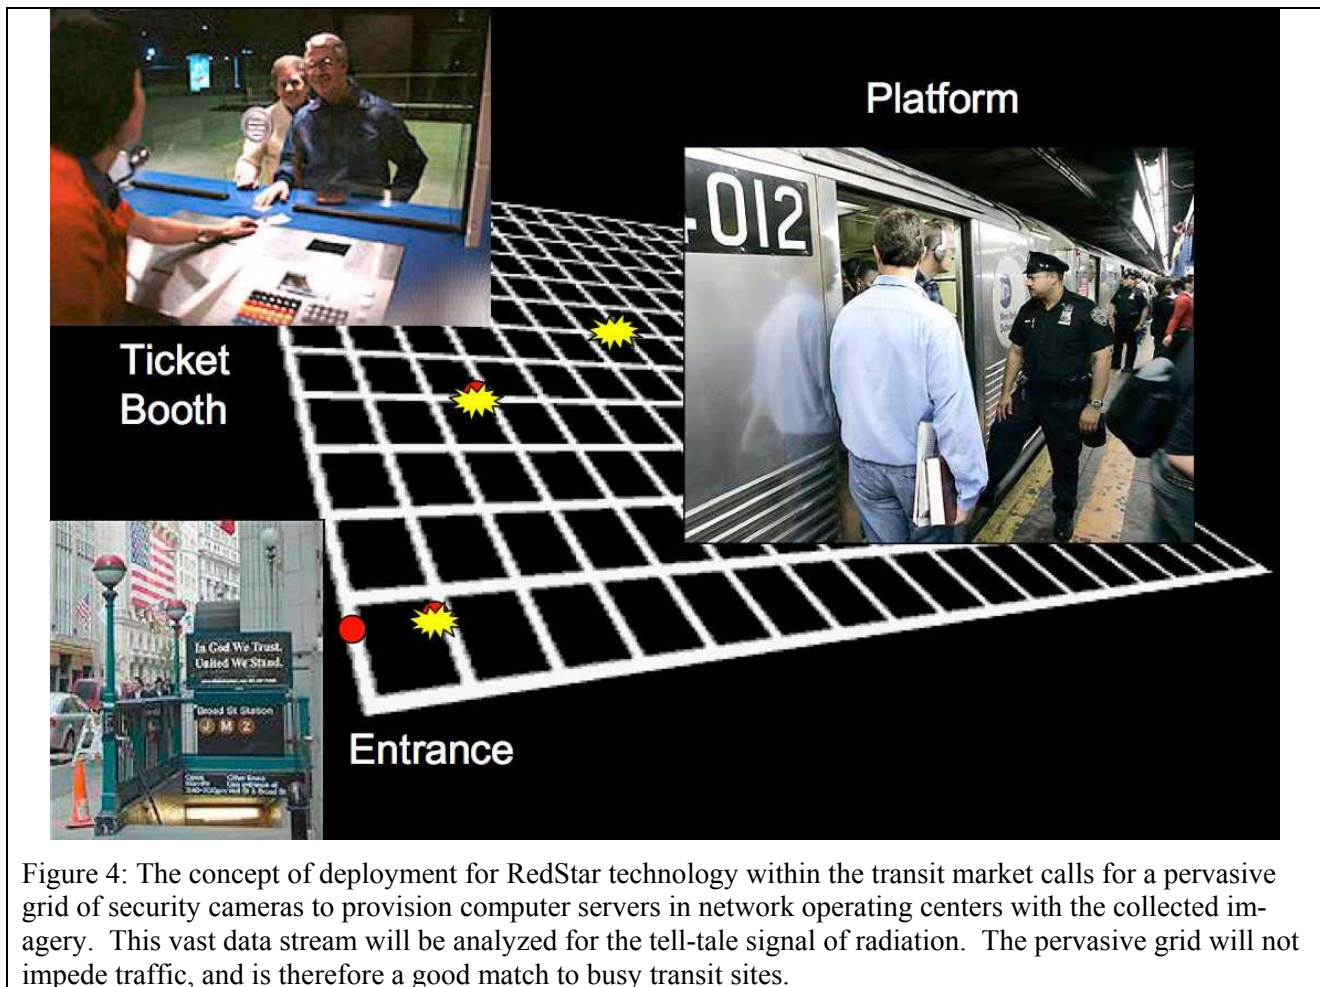 Platform
4012
Ticket
Booth
In God We Trust,
United We Stand.
Broad St Station
J M Z
Entrance
Figure 4: The concept of deployment for RedStar technology within the transit market calls for a pervasive
grid of security cameras to provision computer servers in network operating centers with the collected im-
agery. This vast data stream will be analyzed for the tell-tale signal of radiation. The pervasive grid will not
impede traffic, and is therefore a good match to busy transit sites.